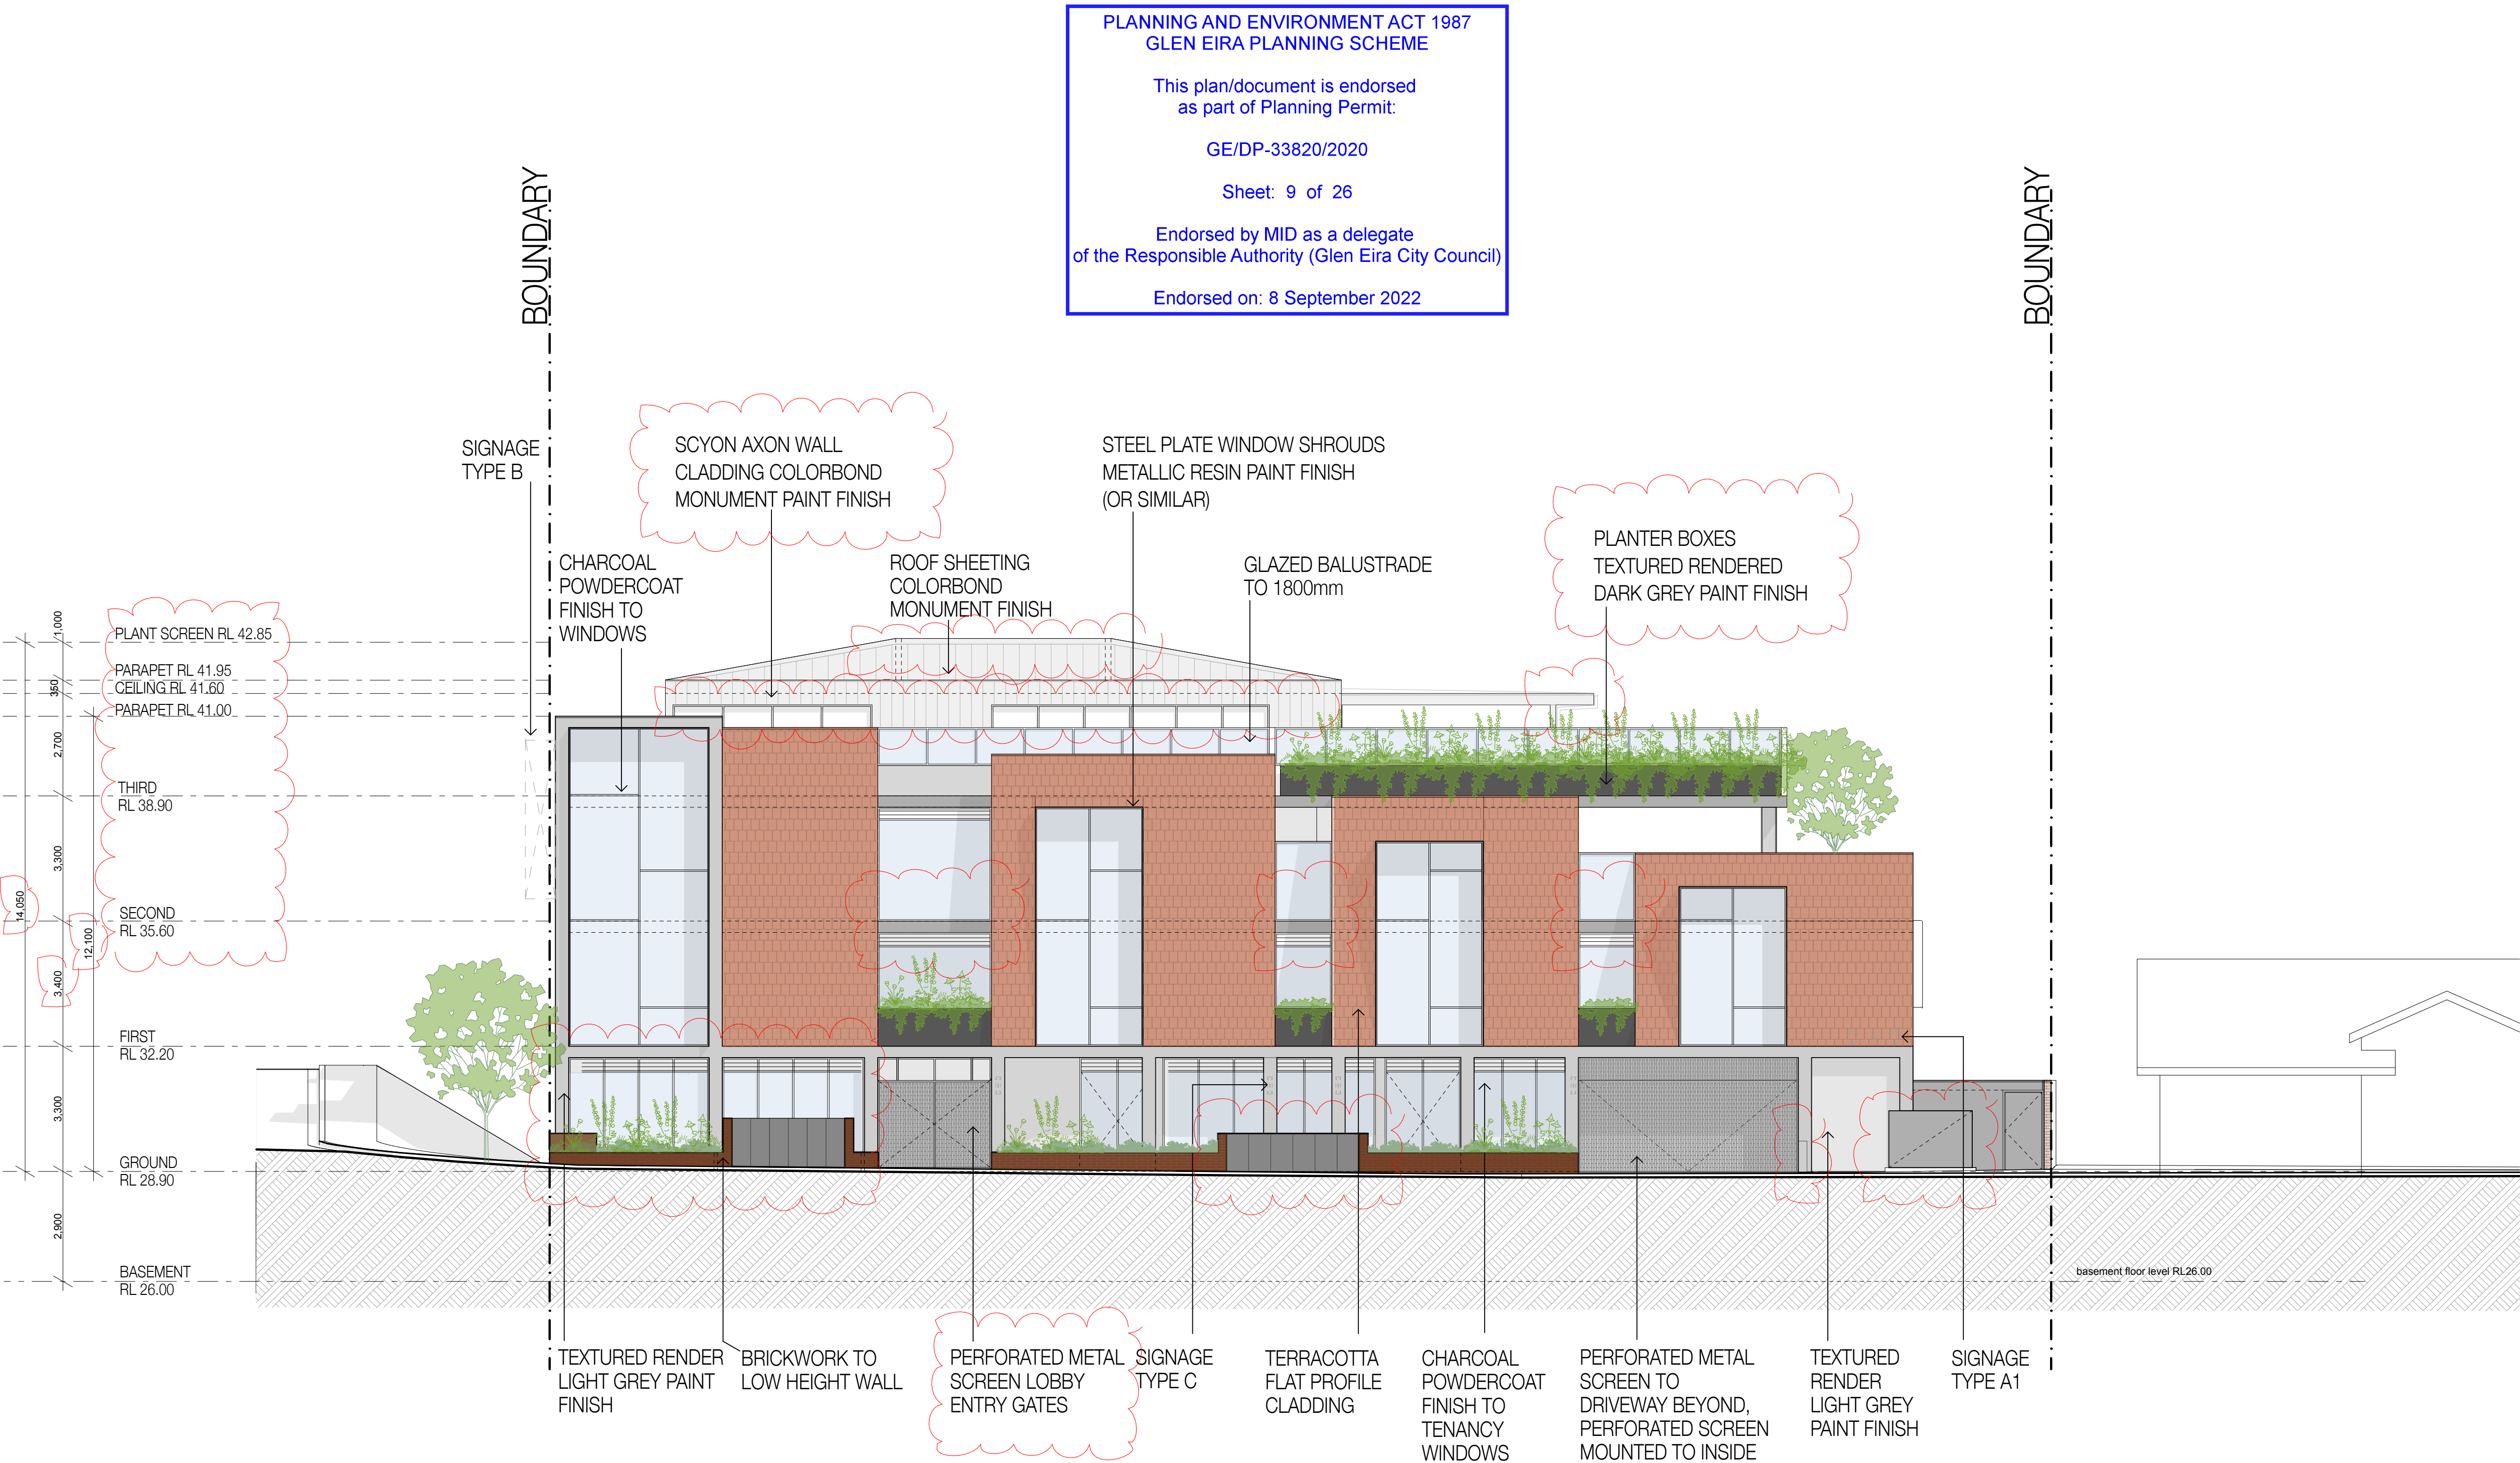 PLANNING AND ENVIRONMENT ACT 1987
GLEN EIRA PLANNING SCHEME
This plan/document is endorsed
as part of Planning Permit:
GE/DP-33820/2020
Sheet: 9 of 26
Endorsed by MID as a delegate
of the Responsible Authority (Glen Eira City Council)
Endorsed on: 8 September 2022
BOUNDARY
BOUNDARY
SIGNAGE
TYPE B
SCYON AXON WALL
CLADDING COLORBOND
MONUMENT PAINT FINISH
STEEL PLATE WINDOW SHROUDS
METALLIC RESIN PAINT FINISH
(OR SIMILAR)
PLANTER BOXES
TEXTURED RENDERED
DARK GREY PAINT FINISH
CHARCOAL
POWDERCOAT
FINISH TO
WINDOWS
ROOF SHEETING
COLORBOND
MONUMENT FINISH
GLAZED BALUSTRADE
TO 1800mm
1,000
PLANT SCREEN RL 42.85
PARAPET RL 41.95
350
CEILING RL 41.60
PARAPET RL 41.00
2,700
THIRD
RL 38.90
3,300
14,050
SECOND
RL 35.60
12,100
3,400
FIRST
RL 32.20
3,300
GROUND
RL 28.90
2,900
BASEMENT
RL 26.00
basement floor level RL26.00
TEXTURED RENDER
LIGHT GREY PAINT
FINISH
BRICKWORK TO
LOW HEIGHT WALL
PERFORATED METAL
SCREEN LOBBY
ENTRY GATES
SIGNAGE
TYPE C
TERRACOTTA
FLAT PROFILE
CLADDING
CHARCOAL
POWDERCOAT
FINISH TO
TENANCY
WINDOWS
PERFORATED METAL
SCREEN TO
DRIVEWAY BEYOND,
PERFORATED SCREEN
MOUNTED TO INSIDE
TEXTURED
RENDER
LIGHT GREY
PAINT FINISH
SIGNAGE
TYPE A1